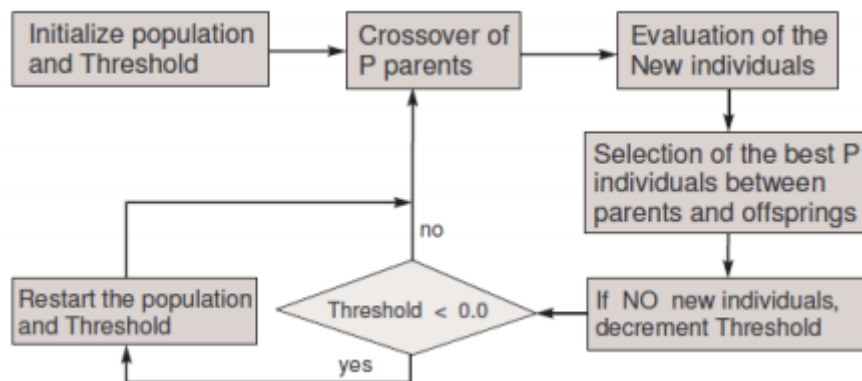 Initialize population
and Threshold
Crossover of
P parents
Evaluation of the
New individuals
Selection of the best P
individuals between
parents and offsprings
If NO new individuals,
decrement Threshold
Threshold < 0.0
no
yes
Restart the population
and Threshold